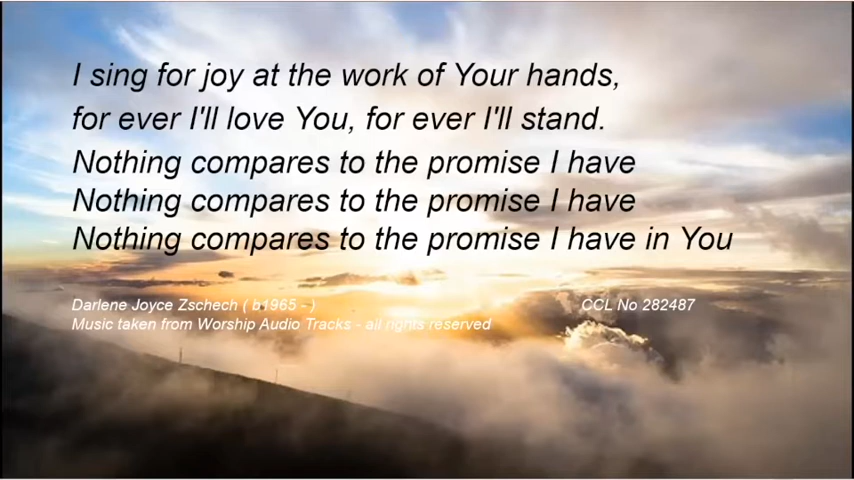 I sing for joy at the work of Your hands,
for ever I'll love You, for ever I'll stand.
Nothing compares to the promise I have
Nothing compares to the promise I have
Nothing compares to the promise I have in You
Darlene Joyce Zschech ( b1965 - ) CCL No 282487
Music taken from Worship Audio Tracks - all rights reserved